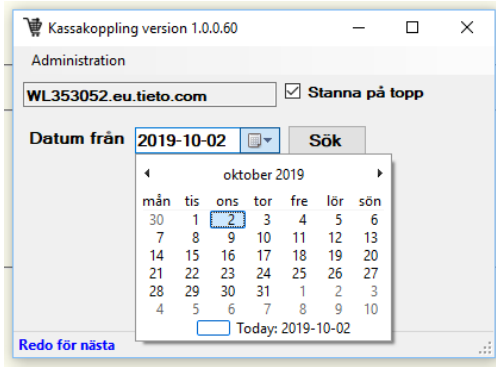 Kassakoppling version 1.0.0.60
Administration
WL353052.eu.tieto.com Stanna på topp
Datum från 2019-10-02 Sök
oktober 2019
mån tis ons tor fre lör sön
30 1 2 3 4 5 6
7 8 9 10 11 12 13
14 15 16 17 18 19 20
21 22 23 24 25 26 27
28 29 30 31 1 2 3
4 5 6 7 8 9 10
Today: 2019-10-02
Redo för nästa